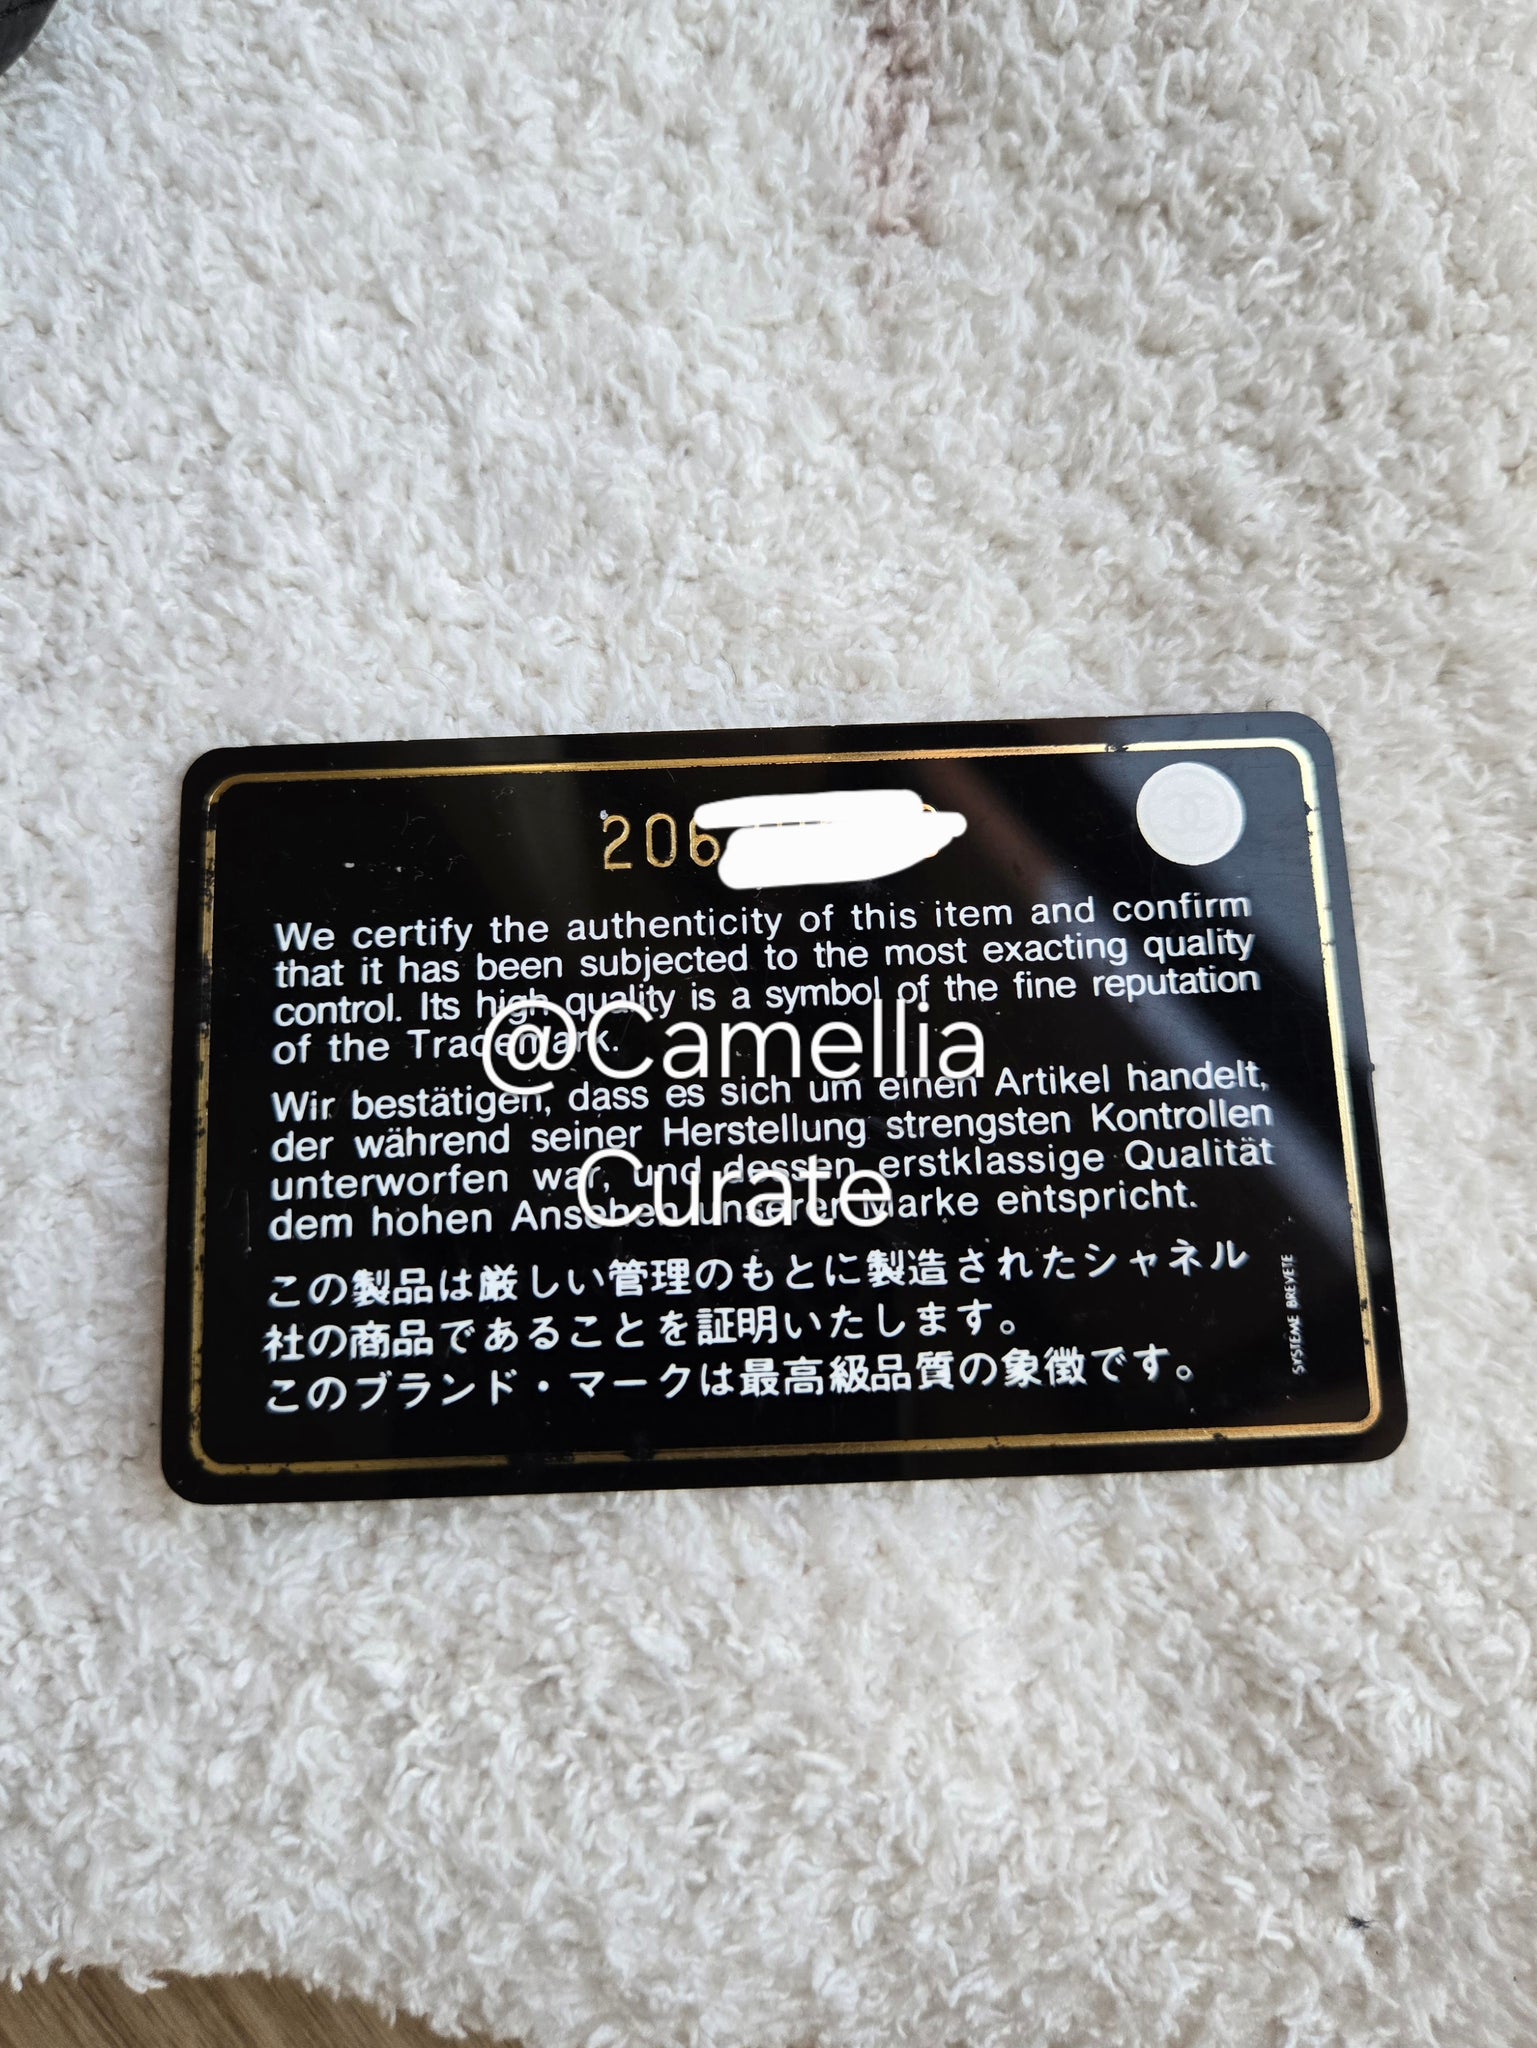 206
We certify the authenticity of this item and confirm
that it has been subjected to the most exacting quality
control. Its high quality is a symbol of the fine reputation
of the Trademark.
@Camellia
Curate
Wir bestätigen, dass es sich um einen Artikel handelt,
der während seiner Herstellung strengsten Kontrollen
unterworfen war, und dessen erstklassige Qualität
dem hohen Ansehen unserer Marke entspricht.
この製品は厳しい管理のもとに製造されたシャネル
社の商品であることを証明いたします。
このブランド・マークは最高級品質の象徴です。
SYSTÈME BREVETÉ